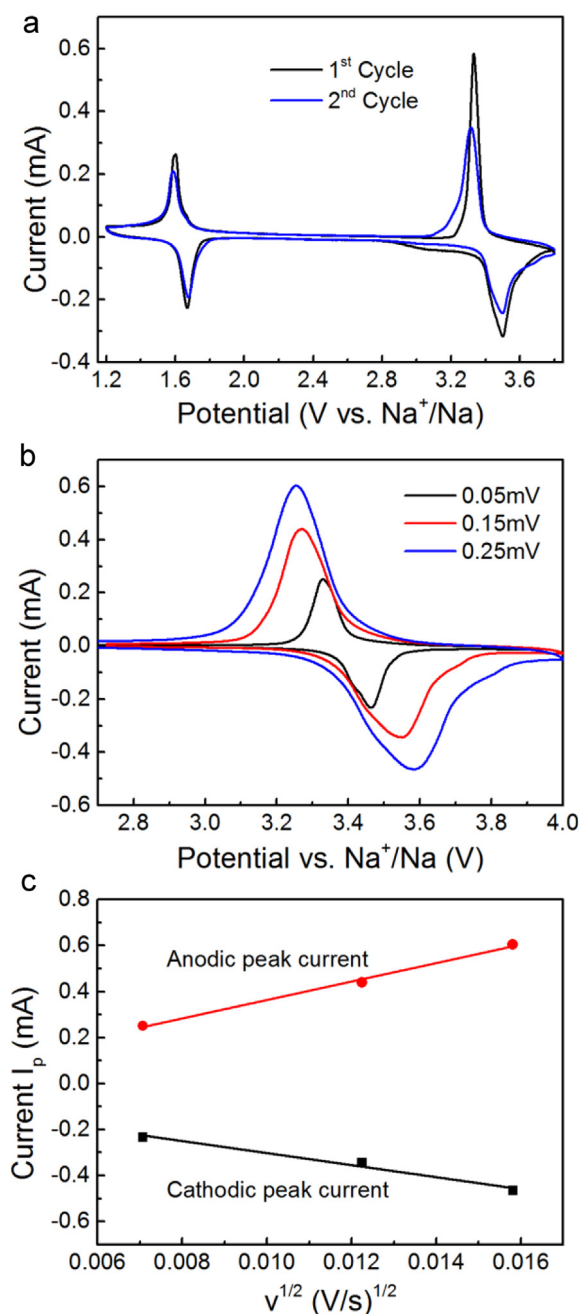 a
0.6
0.4
0.2
0.0
-0.2
-0.4
Current (mA)
1st Cycle
2nd Cycle
1.2 1.6 2.0 2.4 2.8 3.2 3.6
Potential (V vs. Na+/Na)
b
0.6
0.4
0.2
0.0
-0.2
-0.4
-0.6
Current (mA)
0.05mV
0.15mV
0.25mV
2.8 3.0 3.2 3.4 3.6 3.8 4.0
Potential vs. Na+/Na (V)
c
0.8
0.6
0.4
0.2
0.0
-0.2
-0.4
-0.6
Current Ip (mA)
Anodic peak current
Cathodic peak current
0.006 0.008 0.010 0.012 0.014 0.016
v1/2 (V/s)1/2